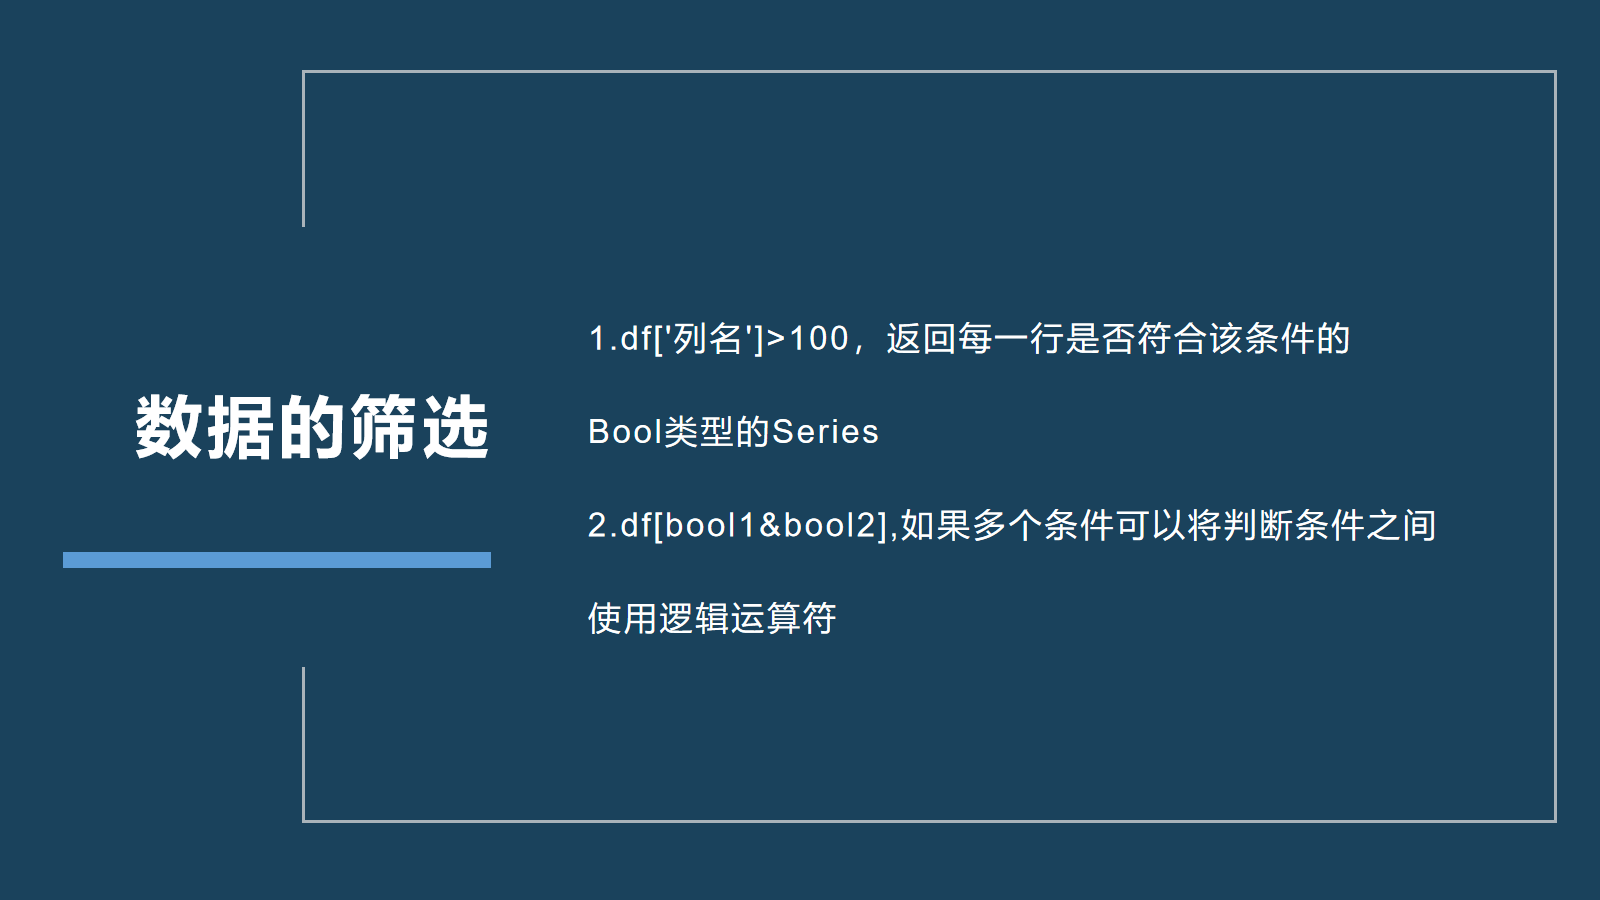 数据的筛选
1.df['列名']>100，返回每一行是否符合该条件的
Bool类型的Series
2.df[bool1&bool2],如果多个条件可以将判断条件之间
使用逻辑运算符